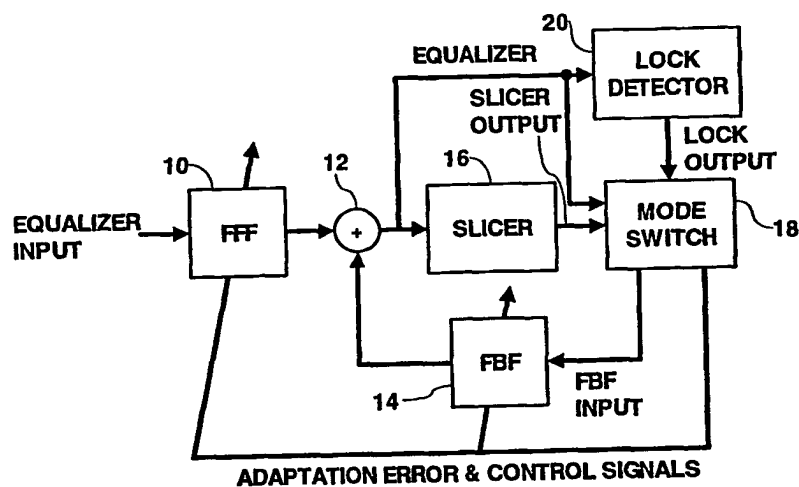 20
EQUALIZER
LOCK
DETECTOR
SLICER
OUTPUT
LOCK
OUTPUT
10
12
16
EQUALIZER
INPUT
FFF
+
SLICER
MODE
SWITCH
18
FBF
14
FBF
INPUT
ADAPTATION ERROR & CONTROL SIGNALS